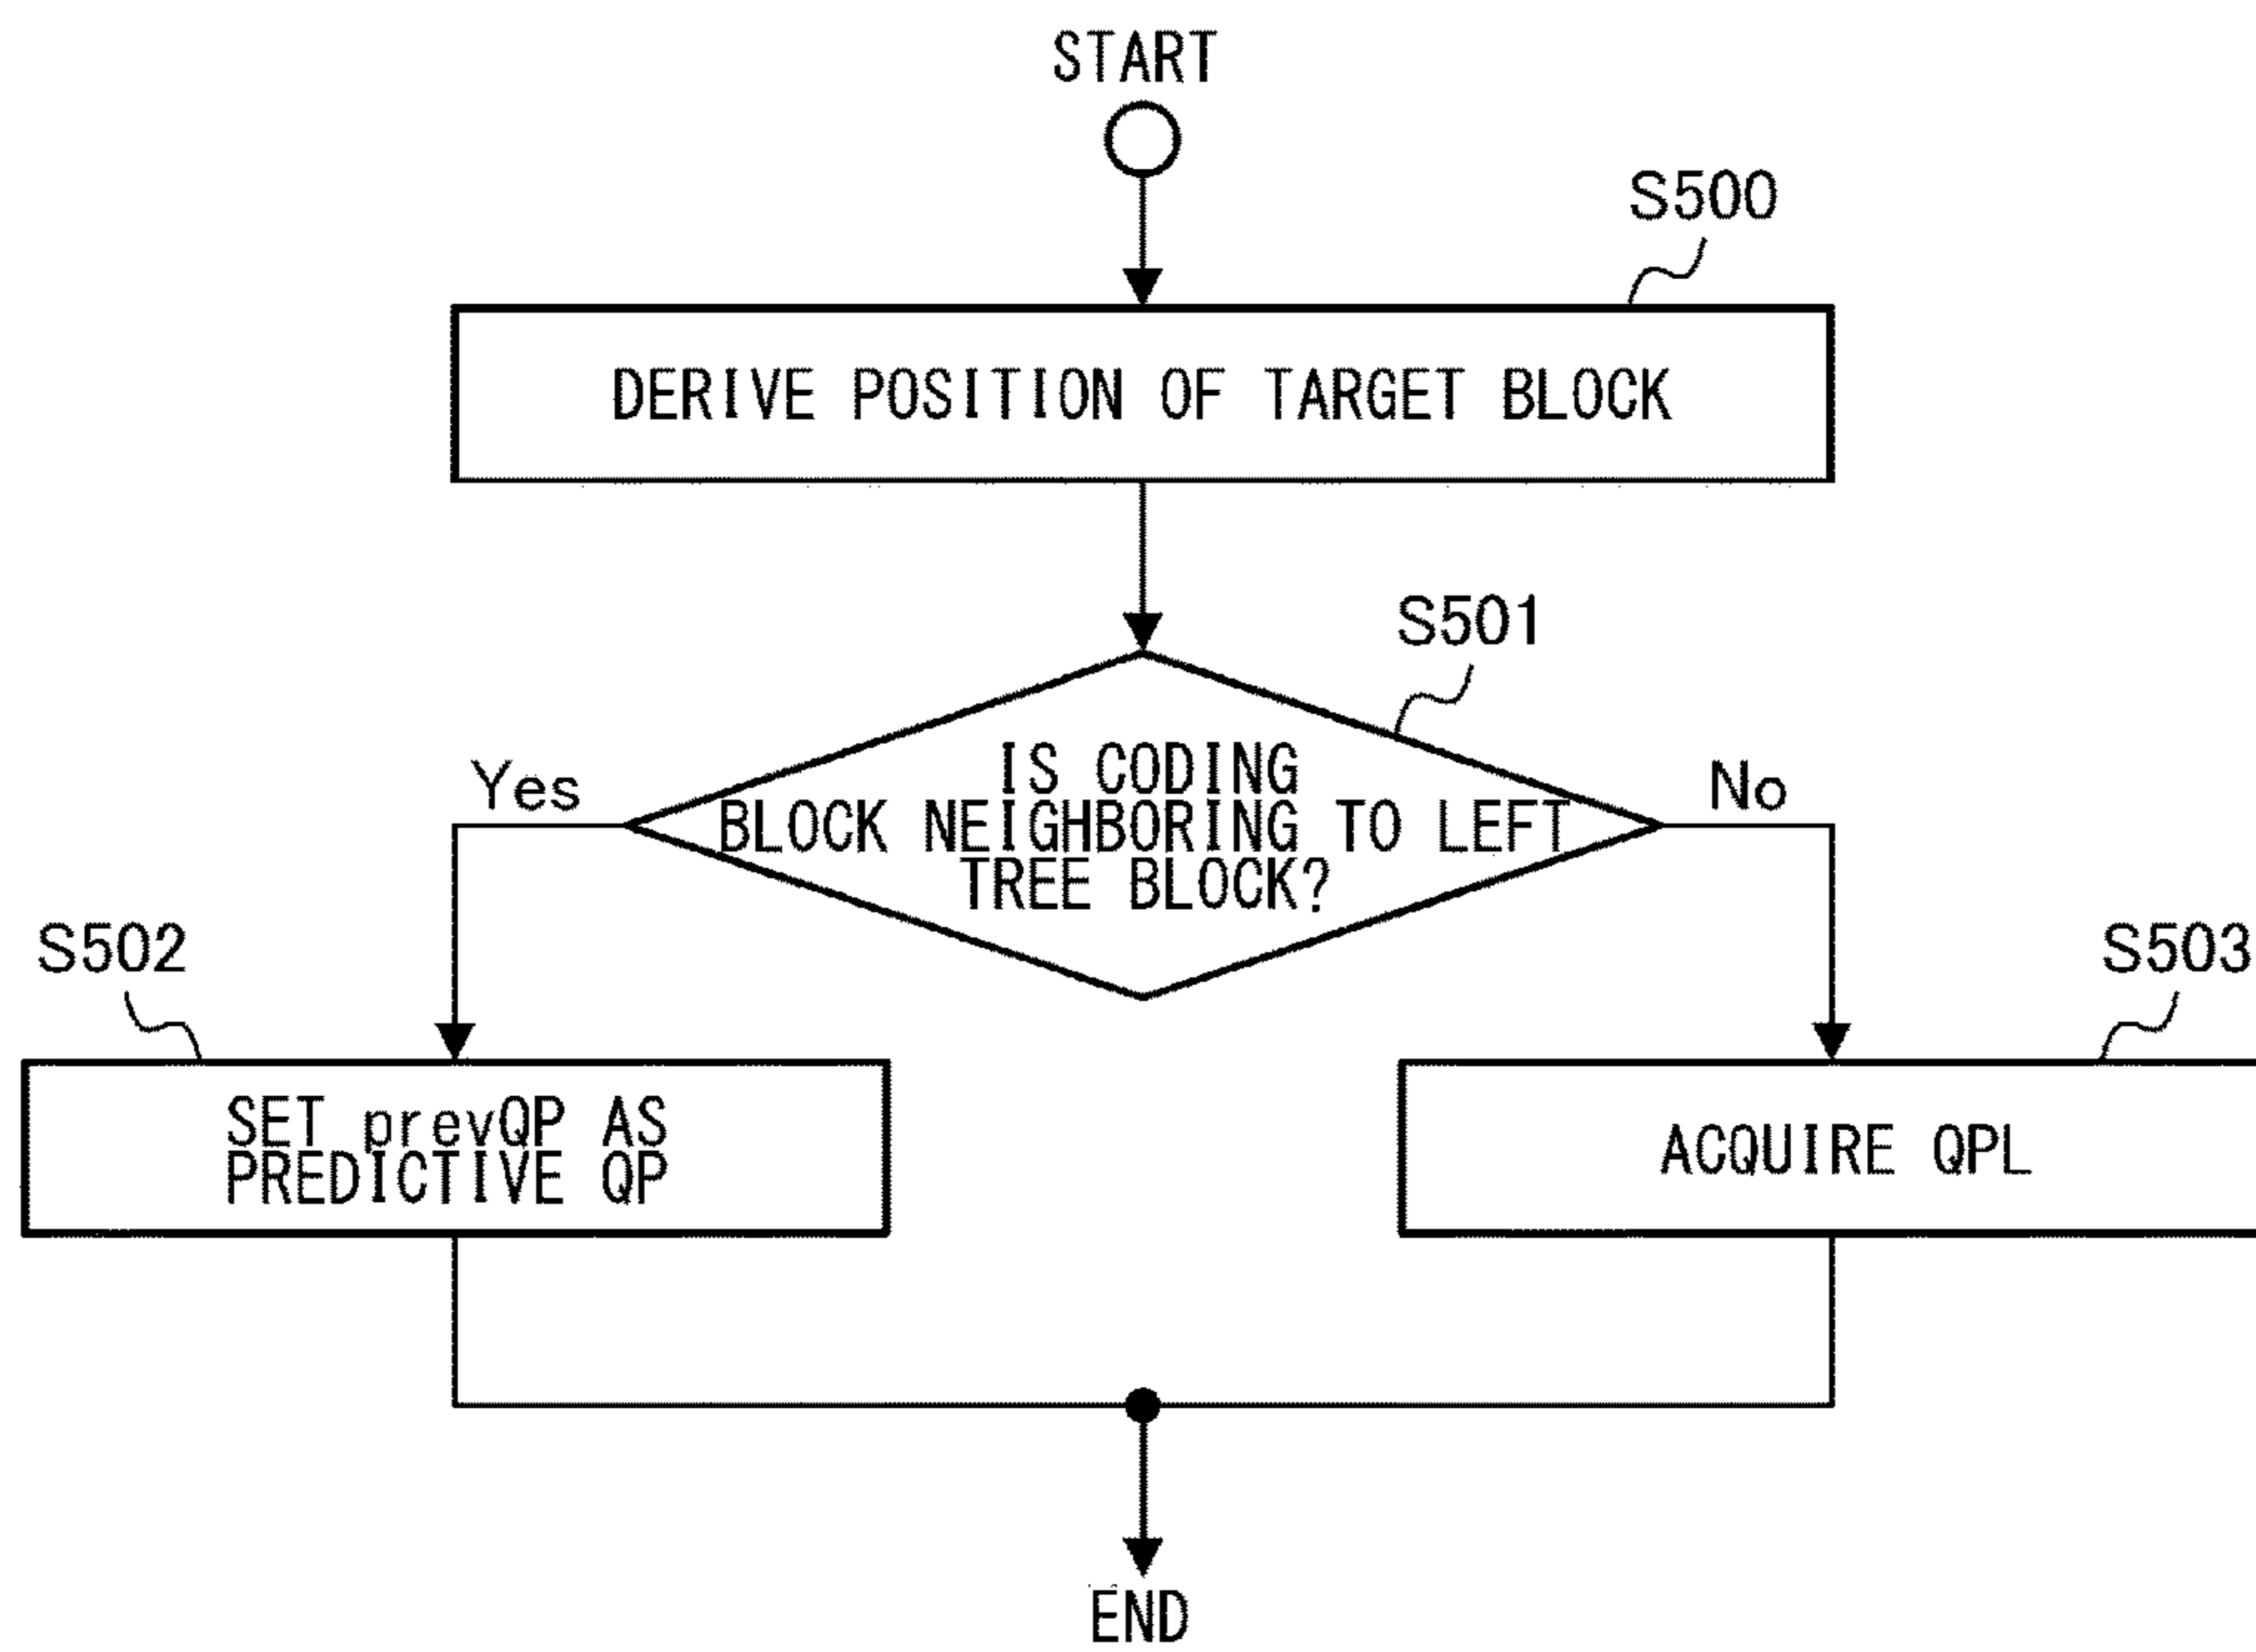 START
S500
DERIVE POSITION OF TARGET BLOCK
S501
IS CODING
BLOCK NEIGHBORING TO LEFT
TREE BLOCK?
Yes
No
S502
S503
SET prevQP AS
PREDICTIVE QP
ACQUIRE QPL
END